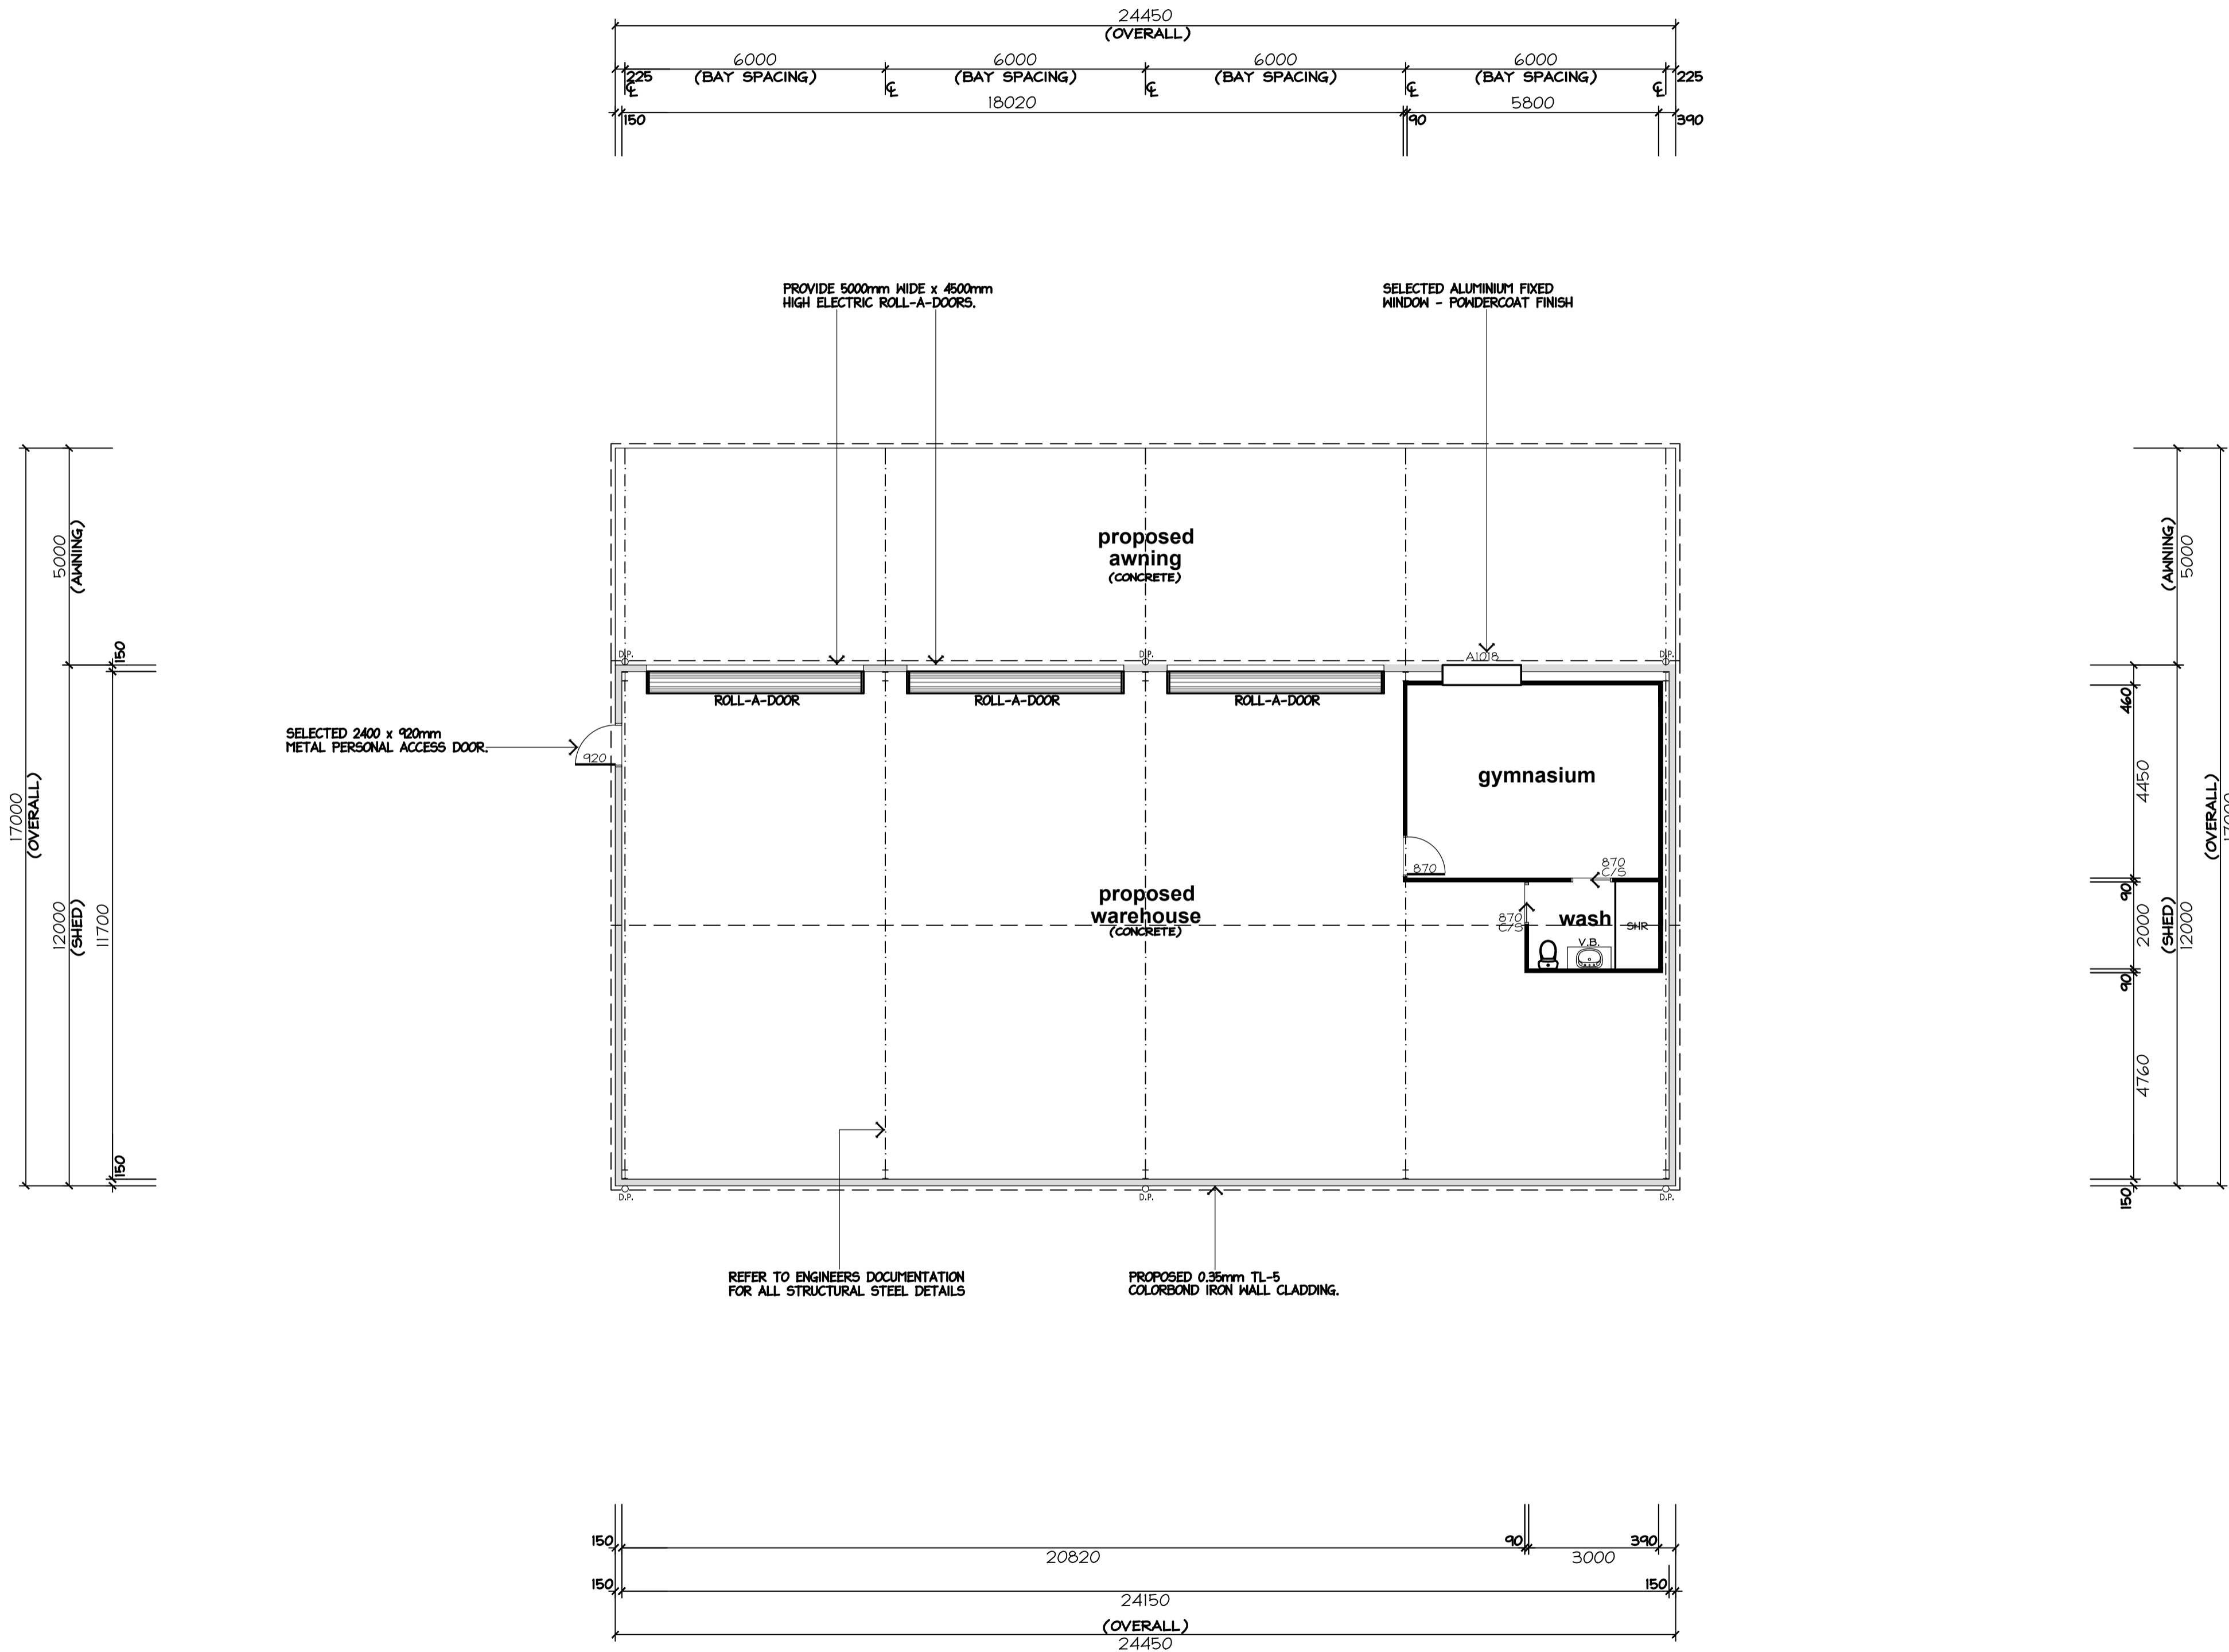 24450
(OVERALL)
6000 6000 6000 6000
225 (BAY SPACING) (BAY SPACING) (BAY SPACING) (BAY SPACING) 225
℄ ℄ ℄ ℄ ℄
18020 5800
150 90 390
PROVIDE 5000mm WIDE x 4500mm
HIGH ELECTRIC ROLL-A-DOORS.
SELECTED ALUMINIUM FIXED
WINDOW - POWDERCOAT FINISH
5000
(AWNING)
150
17000
(OVERALL)
12000
(SHED)
11700
150
proposed
awning
(CONCRETE)
D.P. D.P. D.P.
A1018
ROLL-A-DOOR ROLL-A-DOOR ROLL-A-DOOR
SELECTED 2400 x 920mm
METAL PERSONAL ACCESS DOOR.
920
gymnasium
870
870
C/S
proposed
warehouse
(CONCRETE)
870
C/S
wash
SHR
V.B.
D.P. D.P. D.P.
(AWNING)
5000
460
4450
90
2000
90
4760
150
(SHED)
12000
(OVERALL)
REFER TO ENGINEERS DOCUMENTATION
FOR ALL STRUCTURAL STEEL DETAILS
PROPOSED 0.35mm TL-5
COLORBOND IRON WALL CLADDING.
150 90 390
20820 3000
150 150
24150
(OVERALL)
24450